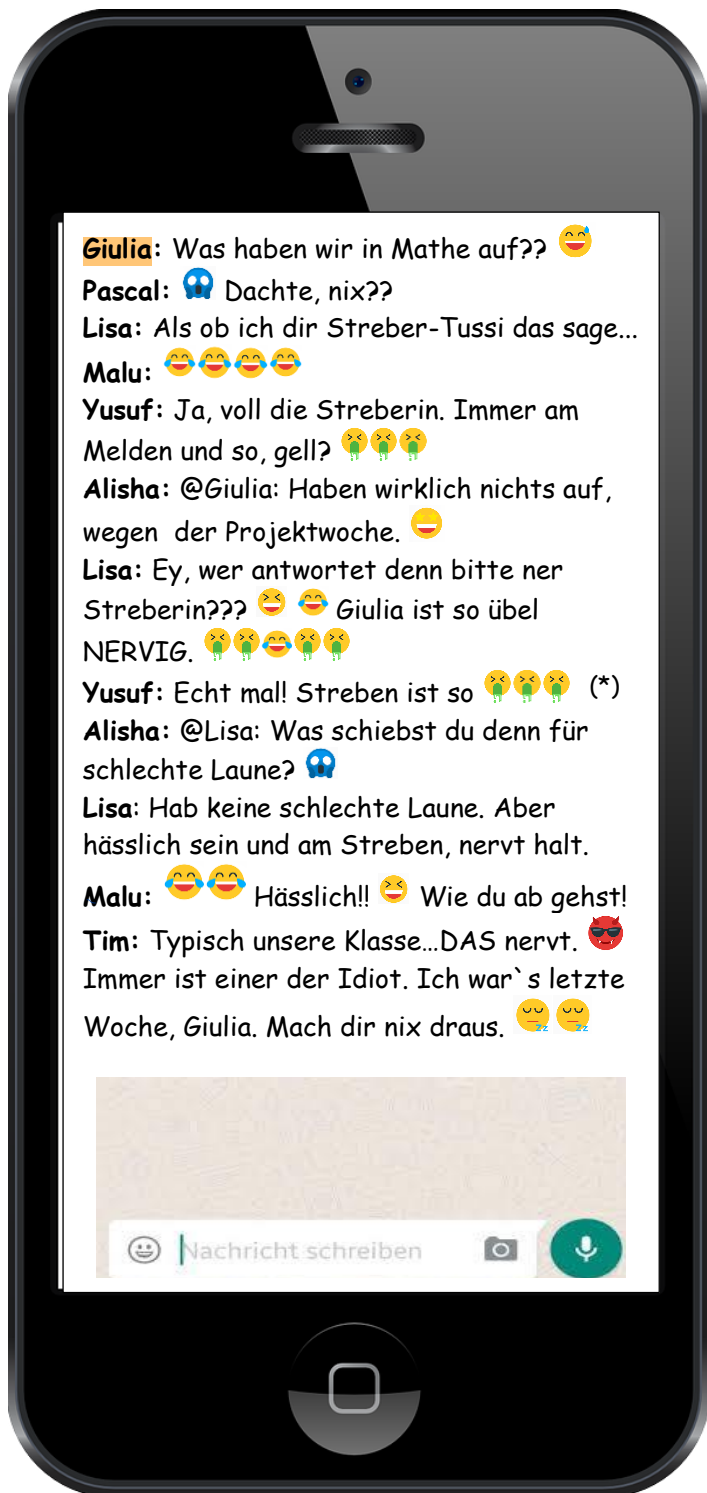 Giulia: Was haben wir in Mathe auf?? 😅
Pascal: 😱 Dachte, nix??
Lisa: Als ob ich dir Streber-Tussi das sage...
Malu: 😂😂😂😂
Yusuf: Ja, voll die Streberin. Immer am
Melden und so, gell? 🤮🤮🤮
Alisha: @Giulia: Haben wirklich nichts auf,
wegen der Projektwoche. 😄
Lisa: Ey, wer antwortet denn bitte ner
Streberin??? 😆 😂 Giulia ist so übel
NERVIG. 🤮🤮😂🤮🤮
Yusuf: Echt mal! Streben ist so 🤮🤮🤮 (*)
Alisha: @Lisa: Was schiebst du denn für
schlechte Laune? 😱
Lisa: Hab keine schlechte Laune. Aber
hässlich sein und am Streben, nervt halt.
Malu: 😂😂 Hässlich!! 😆 Wie du ab gehst!
Tim: Typisch unsere Klasse…DAS nervt. 😈
Immer ist einer der Idiot. Ich war`s letzte
Woche, Giulia. Mach dir nix draus. 😴😴
Nachricht schreiben